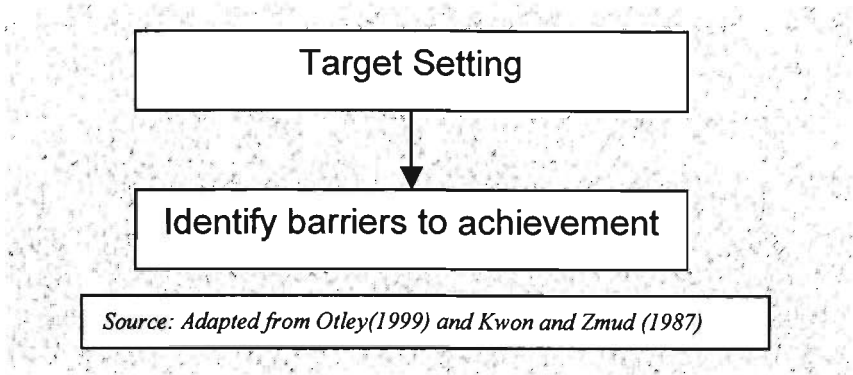 Target Setting
Identify barriers to achievement
Source: Adapted from Otley(1999) and Kwon and Zmud (1987)